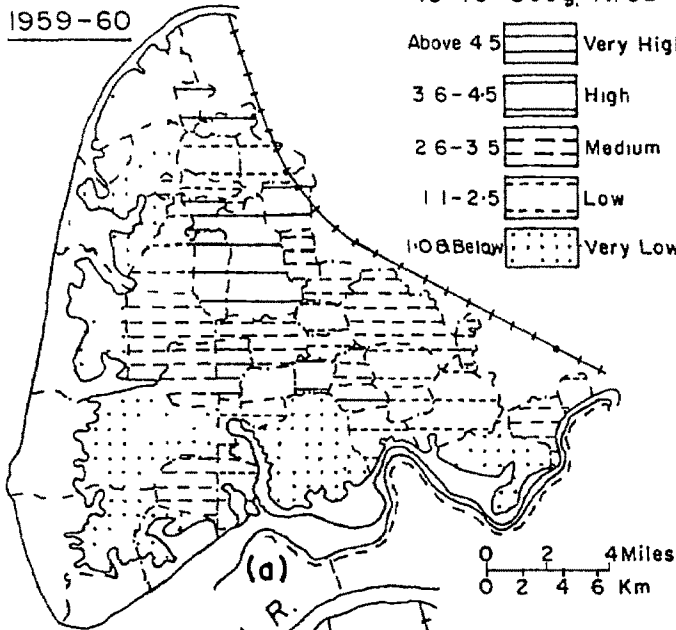 1959-60
Above 4 5 Very High
3 6-4.5 High
2 6-3 5 Medium
1 1-2.5 Low
1.0 & Below Very Low
(a)
0 2 4 Miles
0 2 4 6 Km
R.